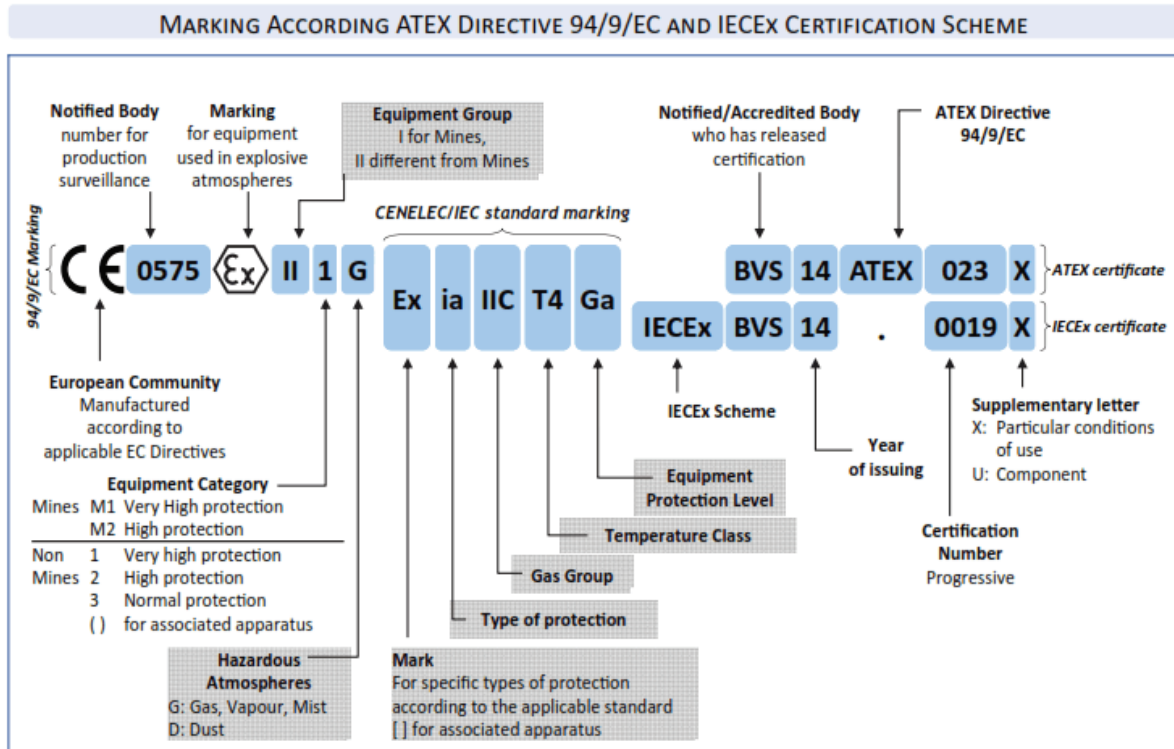 MARKING ACCORDING ATEX DIRECTIVE 94/9/EC AND IECEX CERTIFICATION SCHEME
Notified Body
number for
production
surveillance
Marking
for equipment
used in explosive
atmospheres
Equipment Group
I for Mines,
II different from Mines
Notified/Accredited Body
who has released
certification
ATEX Directive
94/9/EC
CENELEC/IEC standard marking
94/9/EC Marking
CE 0575 Ex II 1 G
Ex ia IIC T4 Ga
BVS 14 ATEX 023 X
ATEX certificate
IECEx BVS 14 . 0019 X
IECEx certificate
European Community
Manufactured
according to
applicable EC Directives
IECEx Scheme
Year
of issuing
Supplementary letter
X: Particular conditions
of use
U: Component
Equipment Category
Mines M1 Very High protection
M2 High protection
Non 1 Very high protection
Mines 2 High protection
3 Normal protection
( ) for associated apparatus
Equipment
Protection Level
Temperature Class
Gas Group
Type of protection
Certification
Number
Progressive
Hazardous
Atmospheres
G: Gas, Vapour, Mist
D: Dust
Mark
For specific types of protection
according to the applicable standard
[ ] for associated apparatus